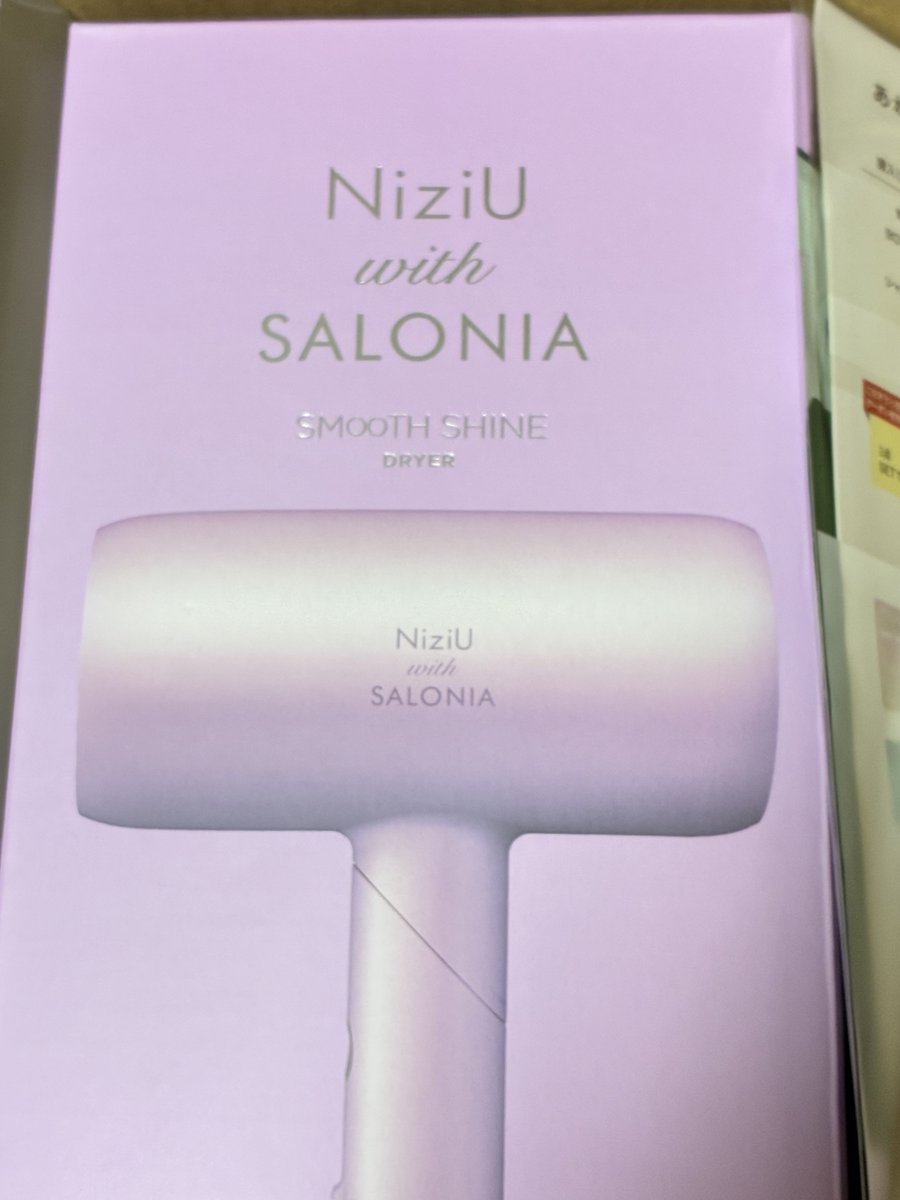 NiziU
with
SALONIA
SMOOTH SHINE
DRYER
NiziU
with
SALONIA